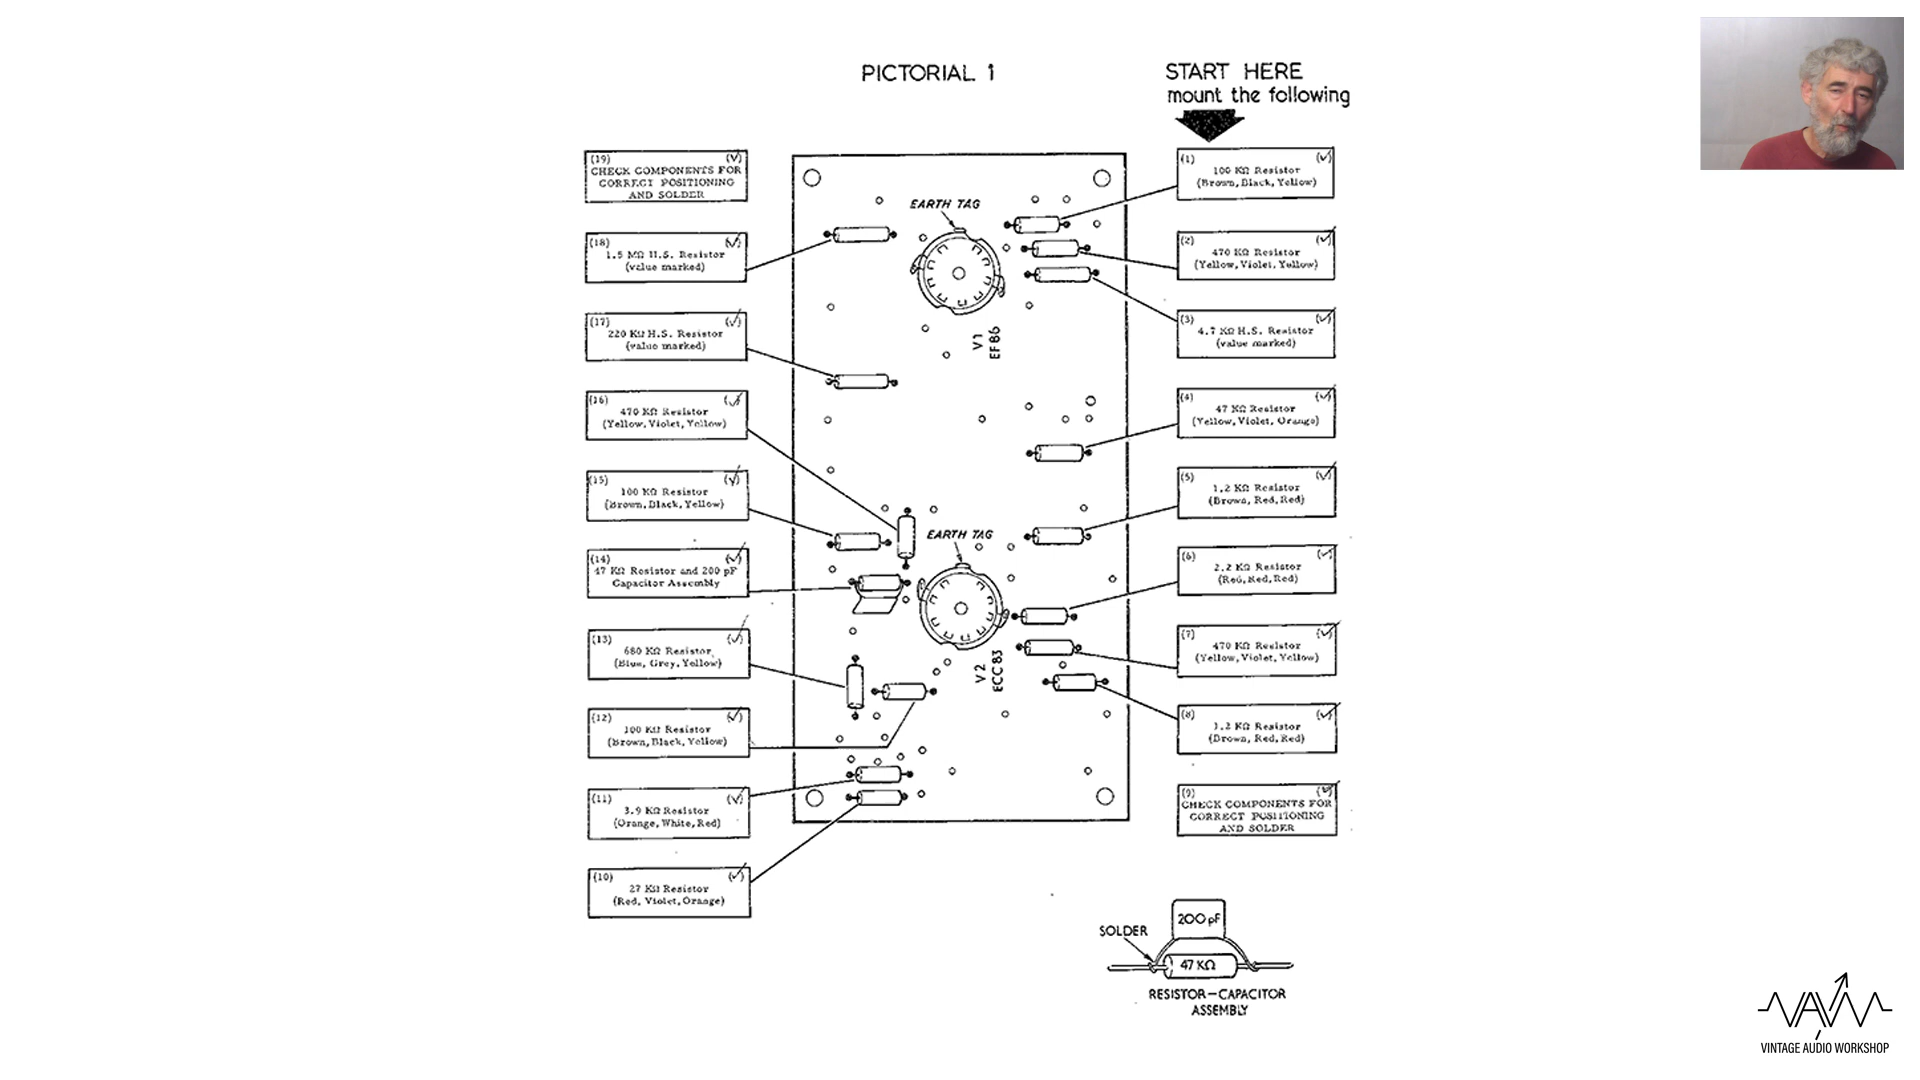 PICTORIAL 1
START HERE
mount the following
(1) (✓)
100 KΩ Resistor
(Brown, Black, Yellow)
(2) (✓)
470 KΩ Resistor
(Yellow, Violet, Yellow)
(3) (✓)
4.7 KΩ H.S. Resistor
(value marked)
(4) (✓)
47 KΩ Resistor
(Yellow, Violet, Orange)
(5) (✓)
1.2 KΩ Resistor
(Brown, Red, Red)
(6) (✓)
2.2 KΩ Resistor
(Red, Red, Red)
(7) (✓)
470 KΩ Resistor
(Yellow, Violet, Yellow)
(8) (✓)
1.2 KΩ Resistor
(Brown, Red, Red)
(9) (✓)
CHECK COMPONENTS FOR
CORRECT POSITIONING
AND SOLDER
(19) (✓)
CHECK COMPONENTS FOR
CORRECT POSITIONING
AND SOLDER
(18) (✓)
1.5 MΩ H.S. Resistor
(value marked)
(17) (✓)
220 KΩ H.S. Resistor
(value marked)
(16) (✓)
470 KΩ Resistor
(Yellow, Violet, Yellow)
(15) (✓)
100 KΩ Resistor
(Brown, Black, Yellow)
(14) (✓)
47 KΩ Resistor and 200 pF
Capacitor Assembly
(13) (✓)
680 KΩ Resistor
(Blue, Grey, Yellow)
(12) (✓)
100 KΩ Resistor
(Brown, Black, Yellow)
(11) (✓)
3.9 KΩ Resistor
(Orange, White, Red)
(10) (✓)
27 KΩ Resistor
(Red, Violet, Orange)
EARTH TAG
V1
EF86
EARTH TAG
V2
ECC83
200 pF
SOLDER
47 KΩ
RESISTOR-CAPACITOR
ASSEMBLY
VAW
VINTAGE AUDIO WORKSHOP